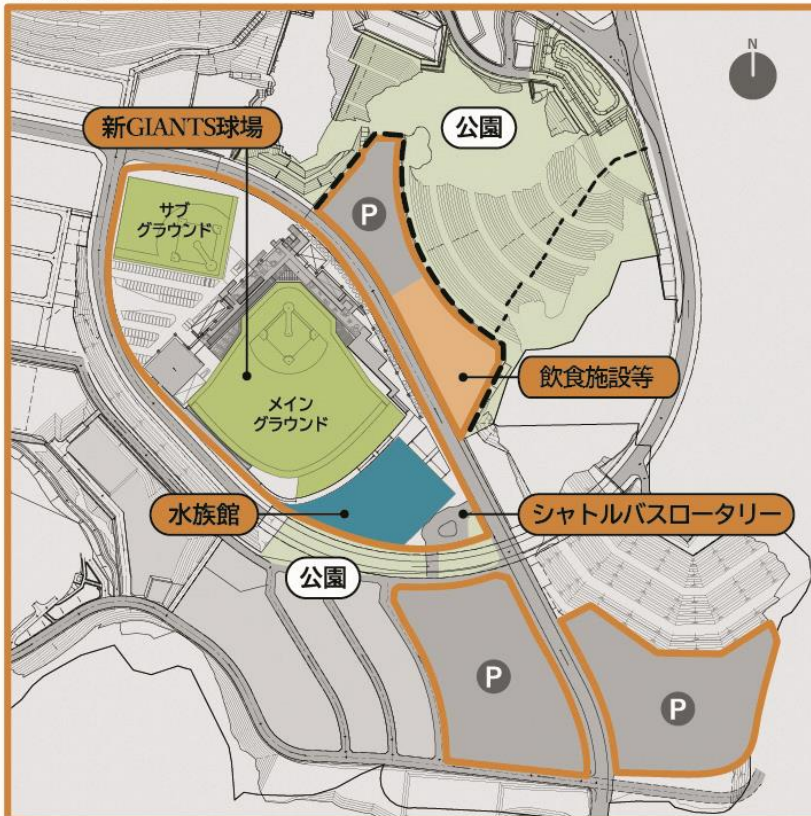 N
新GIANTS球場
公園
サブ
グラウンド
P
飲食施設等
メイン
グラウンド
水族館
シャトルバスロータリー
公園
P
P